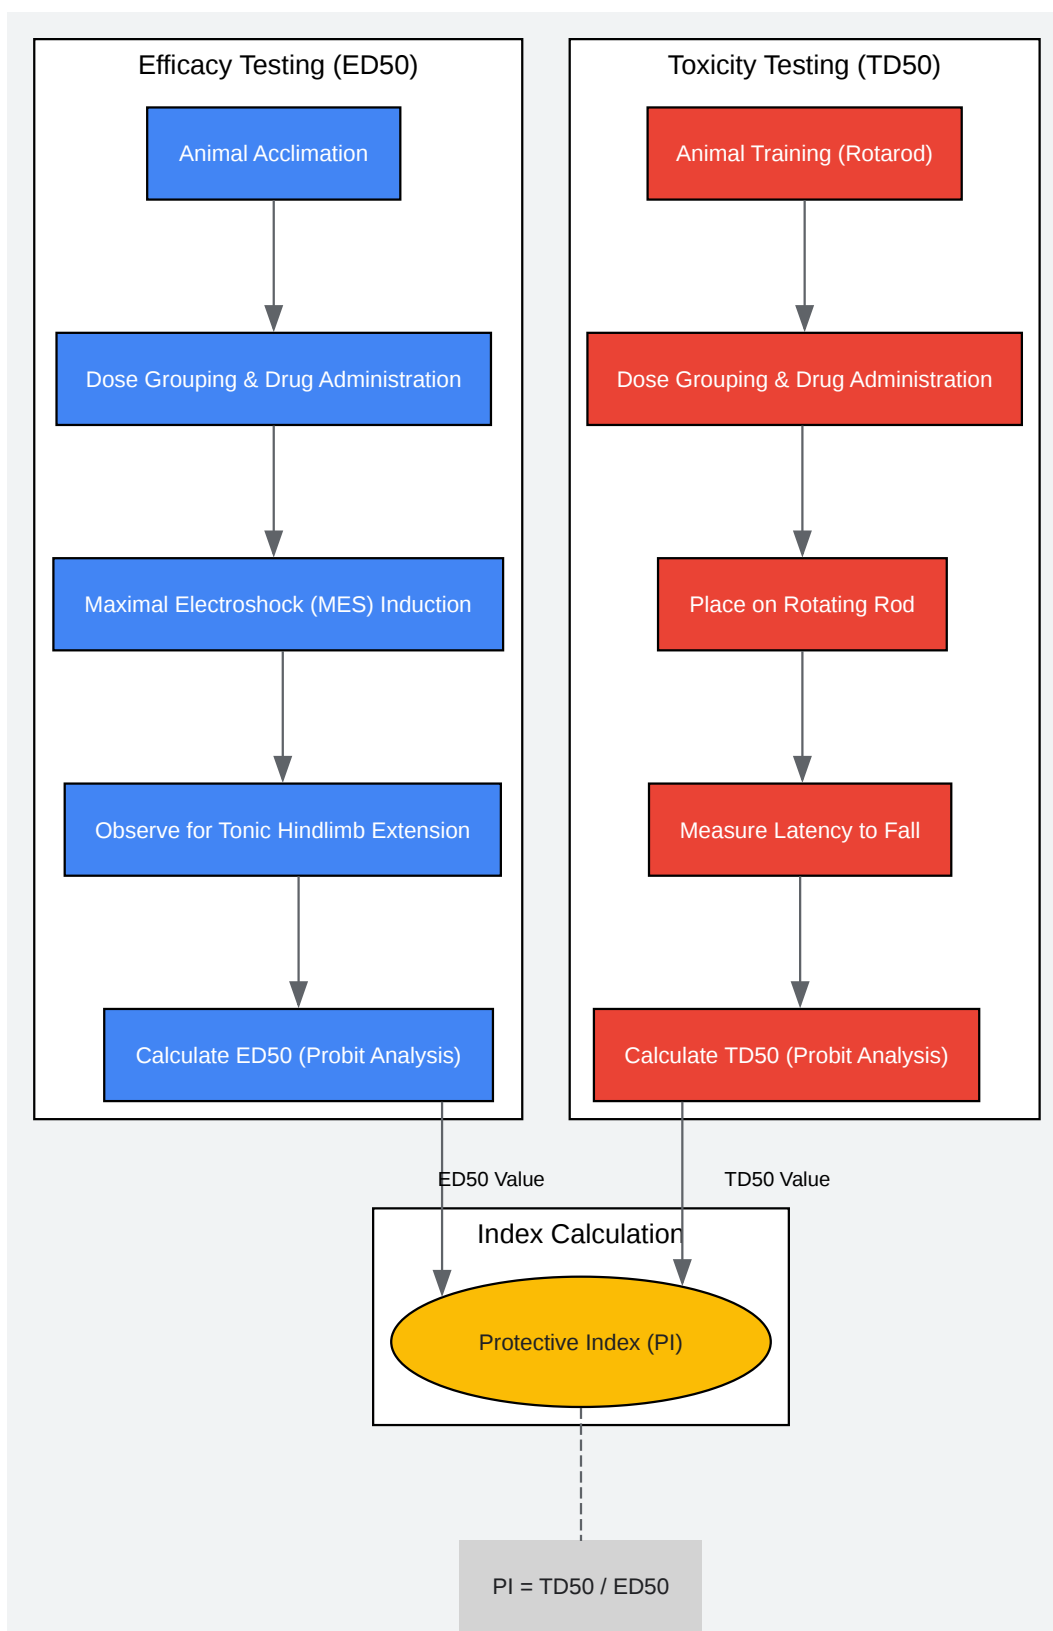 Efficacy Testing (ED50)
Animal Acclimation
Dose Grouping & Drug Administration
Maximal Electroshock (MES) Induction
Observe for Tonic Hindlimb Extension
Calculate ED50 (Probit Analysis)
Toxicity Testing (TD50)
Animal Training (Rotarod)
Dose Grouping & Drug Administration
Place on Rotating Rod
Measure Latency to Fall
Calculate TD50 (Probit Analysis)
ED50 Value
TD50 Value
Index Calculation
Protective Index (PI)
PI = TD50 / ED50